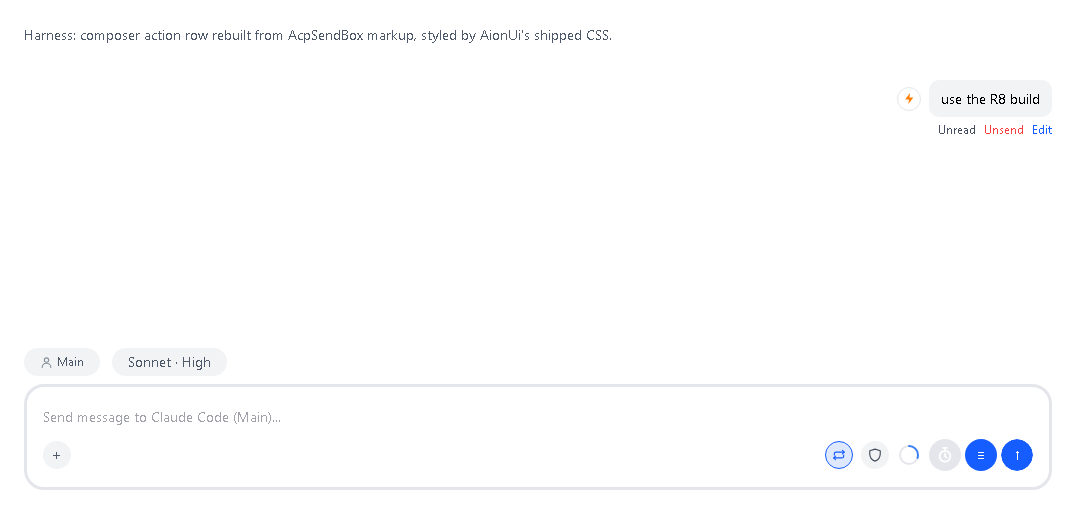 Harness: composer action row rebuilt from AcpSendBox markup, styled by AionUi's shipped CSS.
use the R8 build
Unread Unsend Edit
Main Sonnet · High
Send message to Claude Code (Main)...